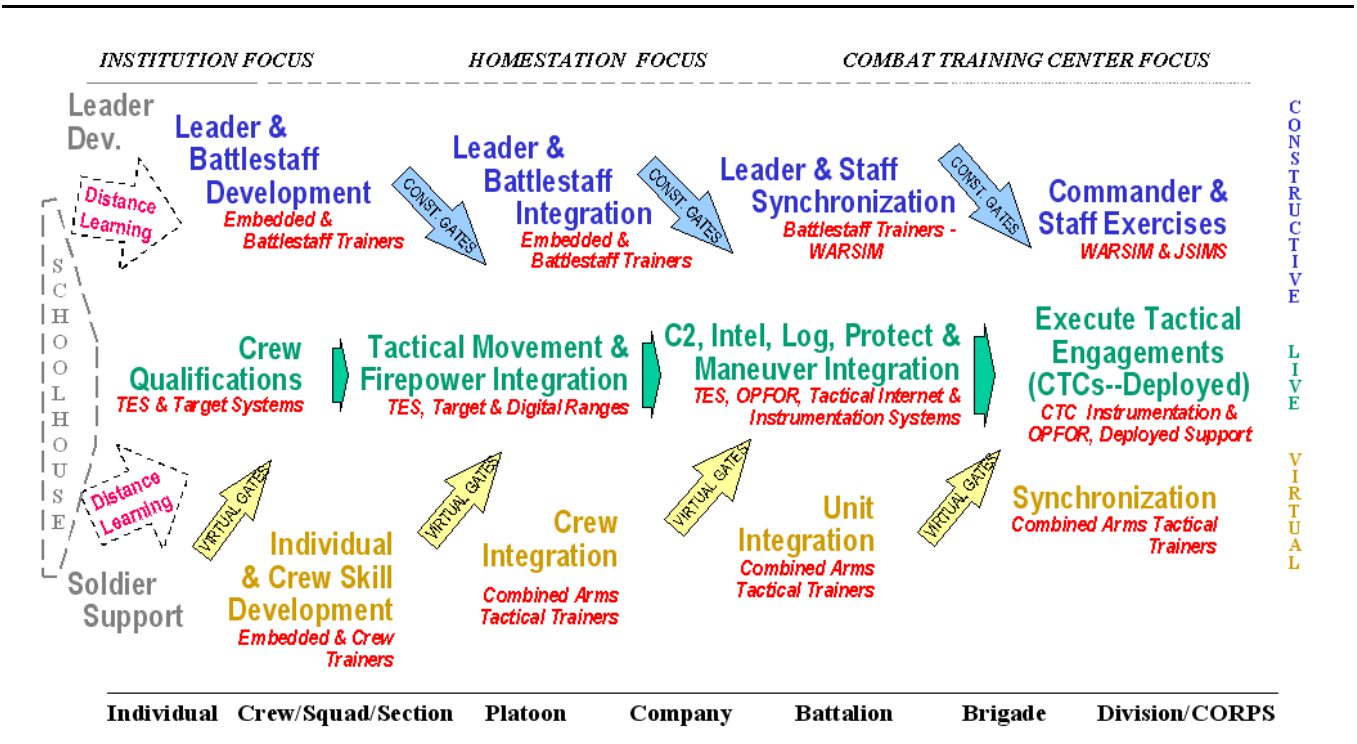 INSTITUTION FOCUS
HOMESTATION FOCUS
COMBAT TRAINING CENTER FOCUS
Leader
Dev.
Distance
Learning
SCHOOLHOUSE
Distance
Learning
Soldier
Support
Leader &
Battlestaff
Development
Embedded &
Battlestaff Trainers
CONST. GATES
Leader &
Battlestaff
Integration
Embedded &
Battlestaff Trainers
CONST. GATES
Leader & Staff
Synchronization
Battlestaff Trainers -
WARSIM
CONST. GATES
Commander &
Staff Exercises
WARSIM & JSIMS
CONSTRUCTIVE
Crew
Qualifications
TES & Target Systems
Tactical Movement &
Firepower Integration
TES, Target & Digital Ranges
C2, Intel, Log, Protect &
Maneuver Integration
TES, OPFOR, Tactical Internet &
Instrumentation Systems
Execute Tactical
Engagements
(CTCs--Deployed)
CTC Instrumentation &
OPFOR, Deployed Support
LIVE
VIRTUAL GATES
Individual
& Crew Skill
Development
Embedded & Crew
Trainers
VIRTUAL GATES
Crew
Integration
Combined Arms
Tactical Trainers
VIRTUAL GATES
Unit
Integration
Combined Arms
Tactical Trainers
VIRTUAL GATES
Synchronization
Combined Arms Tactical
Trainers
VIRTUAL
Individual Crew/Squad/Section Platoon Company Battalion Brigade Division/CORPS